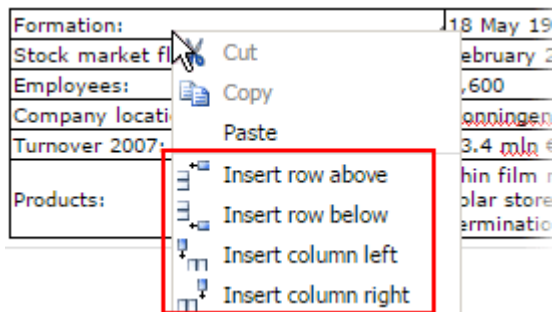 Formation: 18 May 19
Stock market fl ebruary 2
Cut
Employees: ,600
Copy
Company locati onningen
Paste
Turnover 2007: 3.4 mln €
Insert row above
hin film
Products: olar store
Insert row below
erminatio
Insert column left
Insert column right